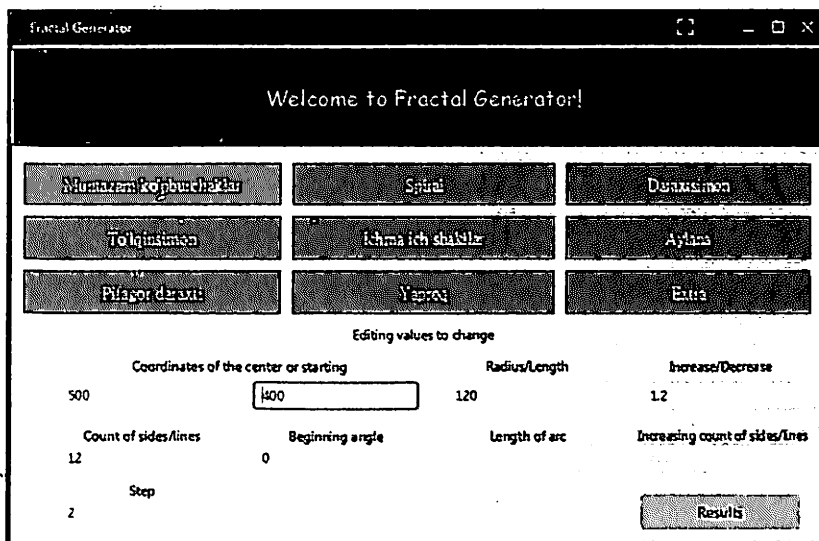 Fractal Generator
Welcome to Fractal Generator!
Muntazam ko'pburchaklar Spiral Daraxtsimon
To'lqinsimon Ichma ich shakllar Aylana
Pifagor daraxti Yaproq Extra
Editing values to change
Coordinates of the center or starting Radius/Length Increase/Decrease
500 400 120 1.2
Count of sides/lines Beginning angle Length of arc Increasing count of sides/lines
12 0
Step
2 Results